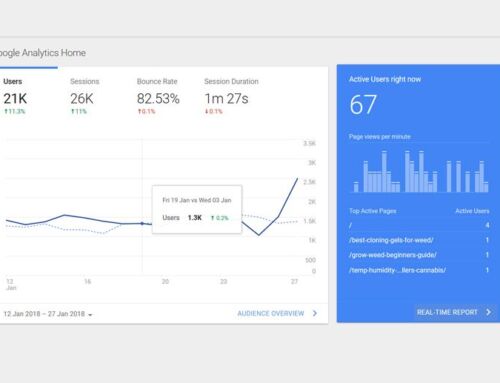 oogle Analytics Home
Users
Sessions
Bounce Rate
Session Duration
21K
26K
82.53%
1m 27s
↑11.3%
↑11%
↑0.1%
↓0.1%
3.5K
3K
2.5K
2K
1.5K
1K
500
0
Fri 19 Jan vs Wed 03 Jan
Users 1.3K ↑ 0.3%
12
Jan
16
20
23
27
12 Jan 2018 – 27 Jan 2018
AUDIENCE OVERVIEW
Active Users right now
67
Page views per minute
Top Active Pages
Active Users
/
4
/best-cloning-gels-for-weed/
1
/grow-weed-beginners-guide/
1
/temp-humidity-...llers-cannabis/
1
REAL-TIME REPORT